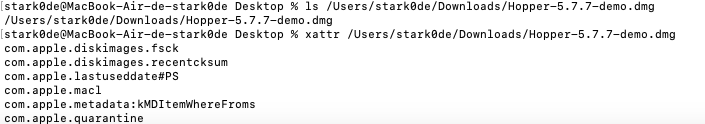 [stark0de@MacBook-Air-de-stark0de Desktop % ls /Users/stark0de/Downloads/Hopper-5.7.7-demo.dmg
/Users/stark0de/Downloads/Hopper-5.7.7-demo.dmg
[stark0de@MacBook-Air-de-stark0de Desktop % xattr /Users/stark0de/Downloads/Hopper-5.7.7-demo.dmg
com.apple.diskimages.fsck
com.apple.diskimages.recentcksum
com.apple.lastuseddate#PS
com.apple.macl
com.apple.metadata:kMDItemWhereFroms
com.apple.quarantine